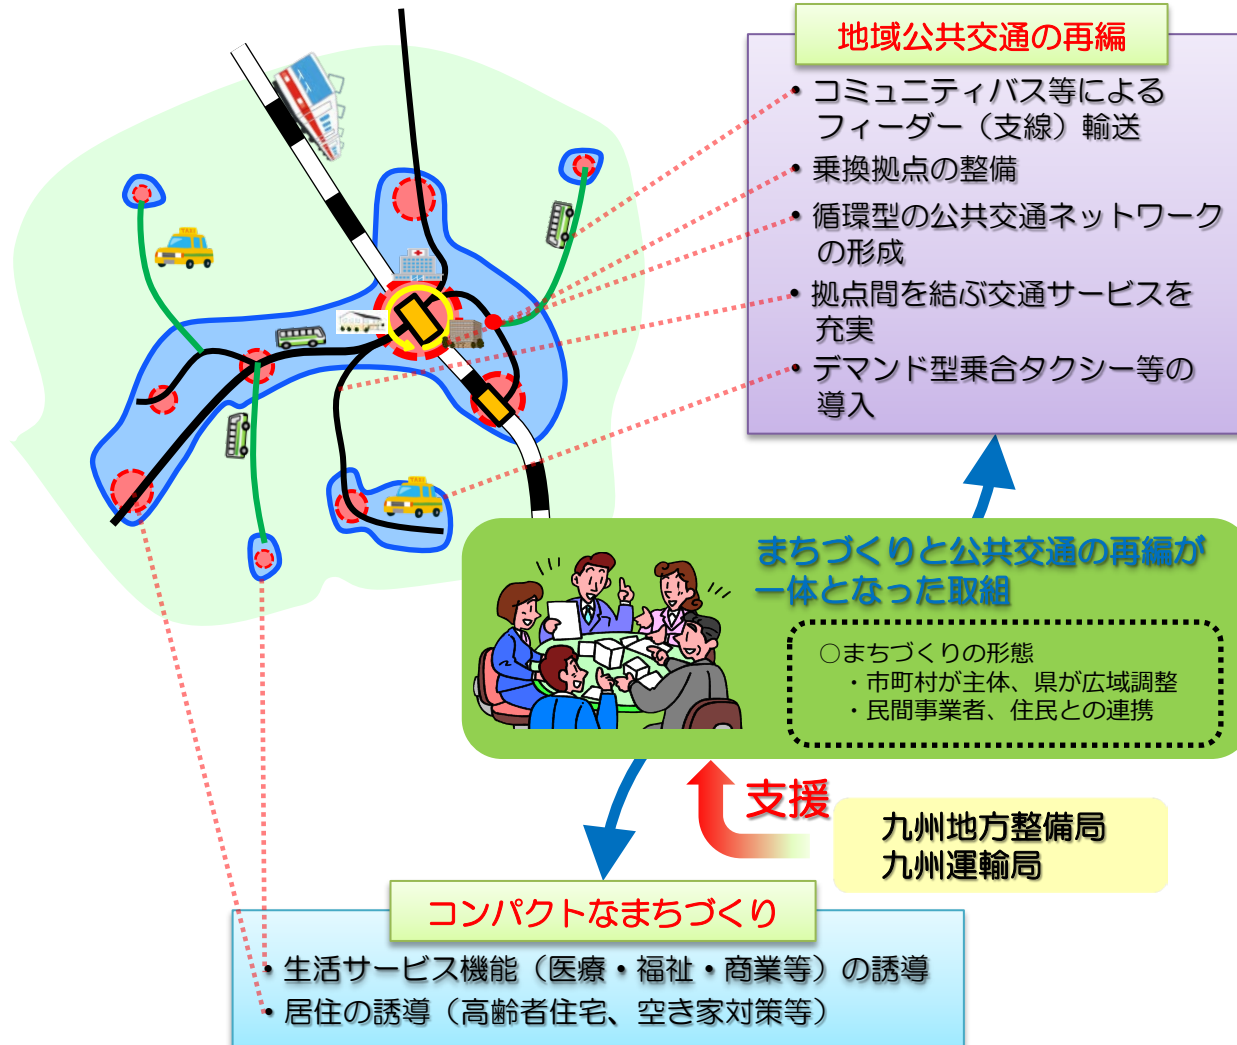 地域公共交通の再編
・コミュニティバス等による
フィーダー（支線）輸送
・乗換拠点の整備
・循環型の公共交通ネットワーク
の形成
・拠点間を結ぶ交通サービスを
充実
・デマンド型乗合タクシー等の
導入
まちづくりと公共交通の再編が
一体となった取組
○まちづくりの形態
・市町村が主体、県が広域調整
・民間事業者、住民との連携
支援
九州地方整備局
九州運輸局
コンパクトなまちづくり
・生活サービス機能（医療・福祉・商業等）の誘導
・居住の誘導（高齢者住宅、空き家対策等）